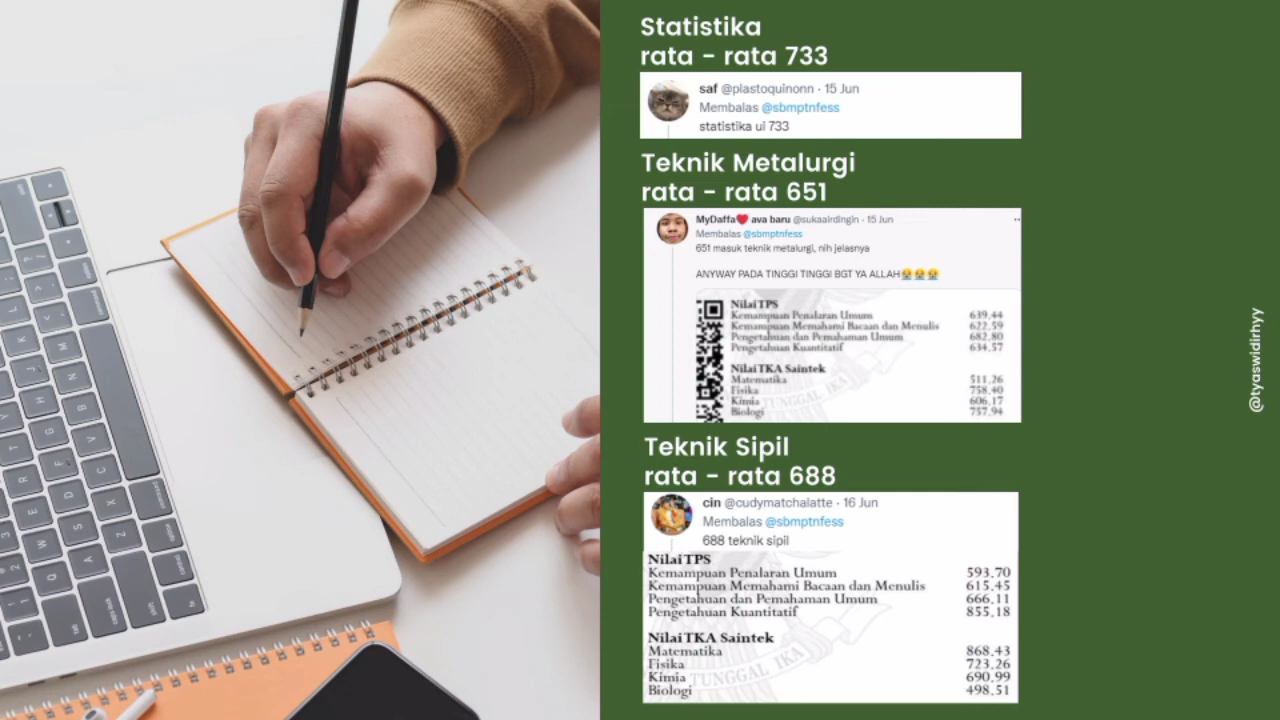 Statistika
rata - rata 733
saf @plastoquinonn · 15 Jun
Membalas @sbmptnfess
statistika ui 733
Teknik Metalurgi
rata - rata 651
MyDaffa❤ ava baru @sukaairdingin · 15 Jun
Membalas @sbmptnfess
651 masuk teknik metalurgi, nih jelasnya
ANYWAY PADA TINGGI TINGGI BGT YA ALLAH😭😭😭
Nilai TPS
Kemampuan Penalaran Umum 639,44
Kemampuan Memahami Bacaan dan Menulis 622,59
Pengetahuan dan Pemahaman Umum 682,80
Pengetahuan Kuantitatif 634,57
Nilai TKA Saintek
Matematika 511,26
Fisika 758,40
Kimia 606,17
Biologi 757,94
TUNGGAL IKA
Teknik Sipil
rata - rata 688
cin @cudymatchalatte · 16 Jun
Membalas @sbmptnfess
688 teknik sipil
Nilai TPS
Kemampuan Penalaran Umum 593,70
Kemampuan Memahami Bacaan dan Menulis 615,45
Pengetahuan dan Pemahaman Umum 666,11
Pengetahuan Kuantitatif 855,18
Nilai TKA Saintek
Matematika 868,43
Fisika 723,26
Kimia 690,99
Biologi 498,51
TUNGGAL IKA
@tyaswidirhyy